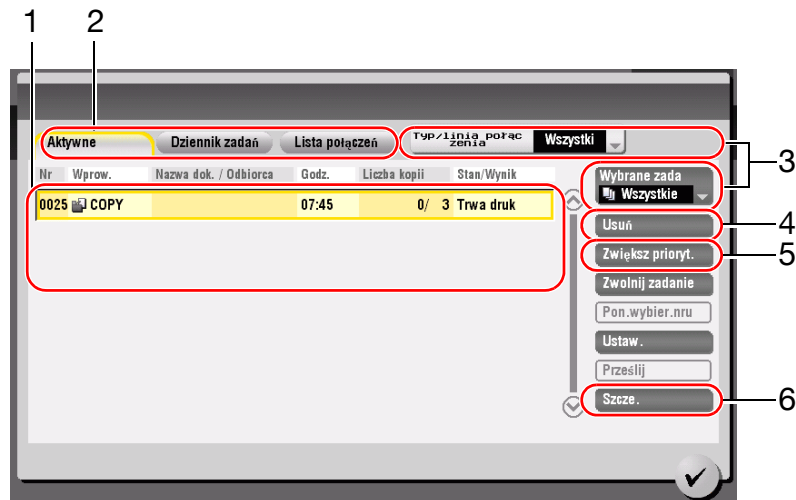 1
2
Aktywne
Dziennik zadań
Lista połączeń
Typ/linia połąc
zenia
Wszystki
3
Nr
Wprow.
Nazwa dok. / Odbiorca
Godz.
Liczba kopii
Stan/Wynik
Wybrane zada
Wszystkie
0025
COPY
07:45
0/ 3
Trwa druk
Usuń
4
Zwiększ prioryt.
5
Zwolnij zadanie
Pon.wybier.nru
Ustaw.
Prześlij
Szcze.
6